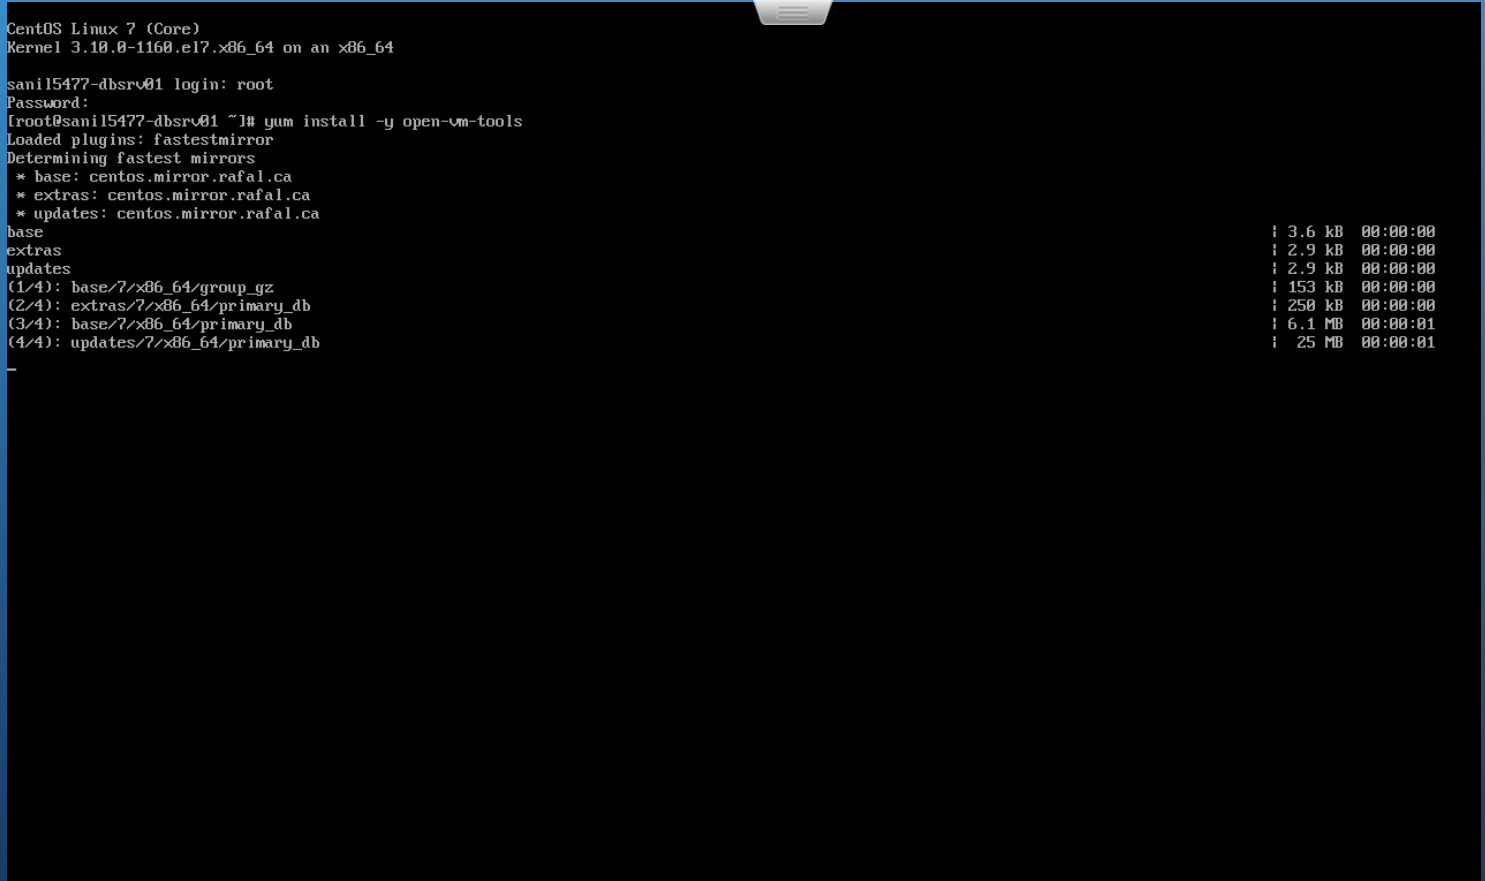 CentOS Linux 7 (Core)
Kernel 3.10.0-1160.el7.x86_64 on an x86_64
sanil5477-dbsrv01 login: root
Password:
[root@sanil5477-dbsrv01 ~]# yum install -y open-vm-tools
Loaded plugins: fastestmirror
Determining fastest mirrors
 * base: centos.mirror.rafal.ca
 * extras: centos.mirror.rafal.ca
 * updates: centos.mirror.rafal.ca
base | 3.6 kB 00:00:00
extras | 2.9 kB 00:00:00
updates | 2.9 kB 00:00:00
(1/4): base/7/x86_64/group_gz | 153 kB 00:00:00
(2/4): extras/7/x86_64/primary_db | 250 kB 00:00:00
(3/4): base/7/x86_64/primary_db | 6.1 MB 00:00:01
(4/4): updates/7/x86_64/primary_db | 25 MB 00:00:01